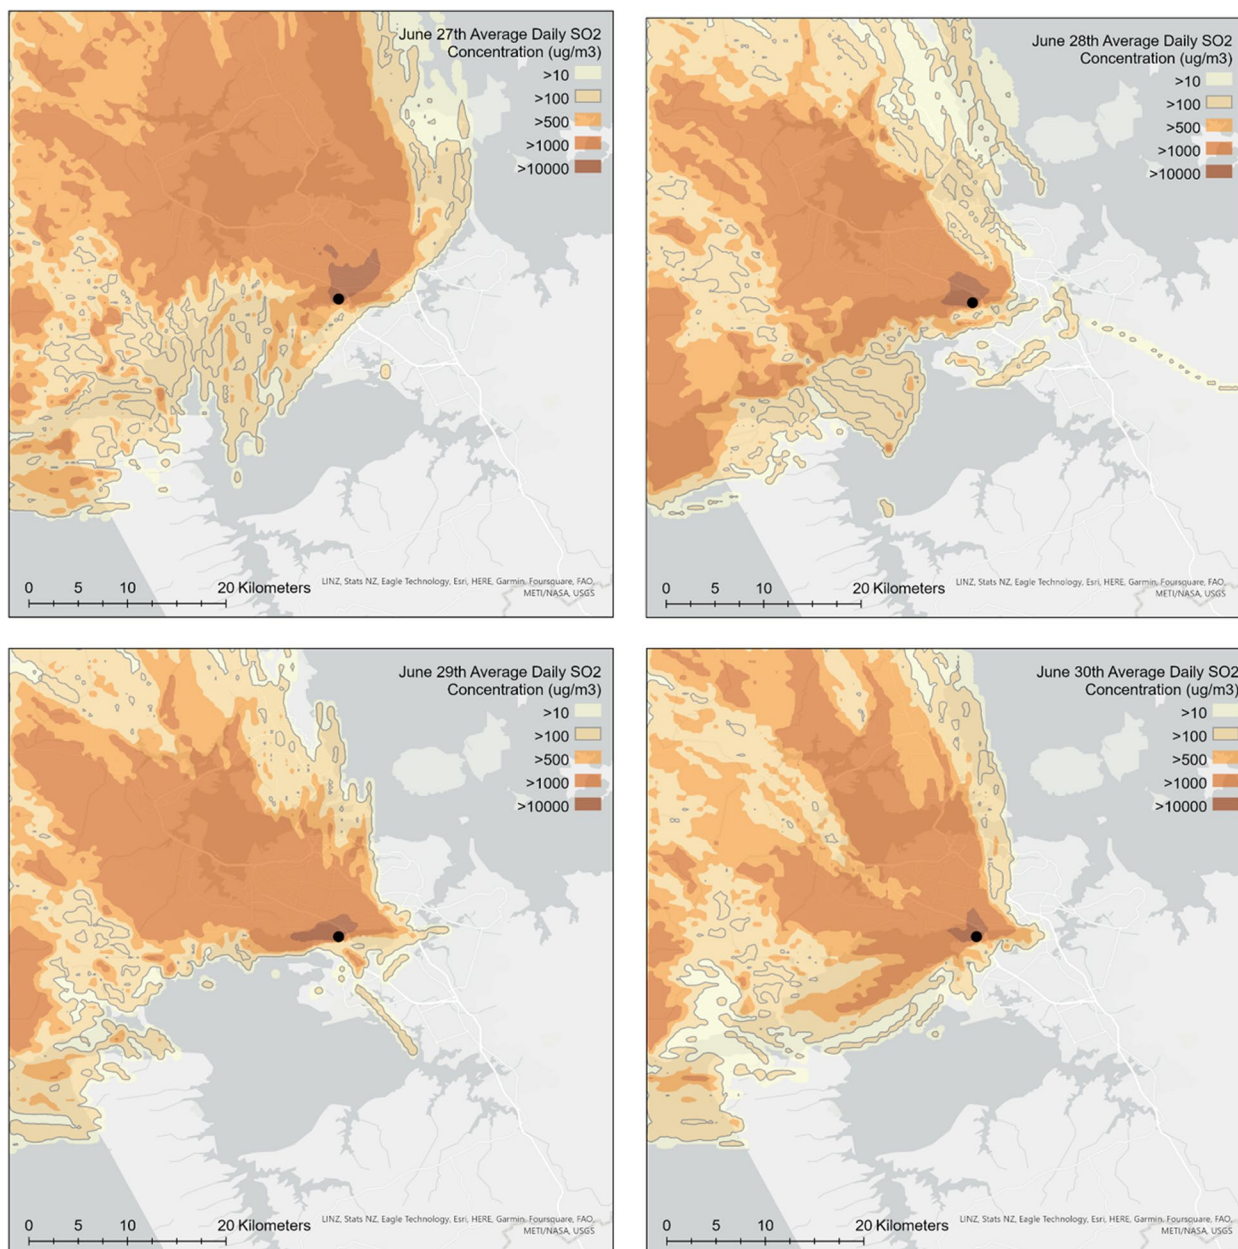 June 27th Average Daily SO2
Concentration (ug/m3)
>10
>100
>500
>1000
>10000
0 5 10 20 Kilometers
LINZ, Stats NZ, Eagle Technology, Esri, HERE, Garmin, Foursquare, FAO,
METI/NASA, USGS
June 28th Average Daily SO2
Concentration (ug/m3)
>10
>100
>500
>1000
>10000
0 5 10 20 Kilometers
LINZ, Stats NZ, Eagle Technology, Esri, HERE, Garmin, Foursquare, FAO,
METI/NASA, USGS
June 29th Average Daily SO2
Concentration (ug/m3)
>10
>100
>500
>1000
>10000
0 5 10 20 Kilometers
LINZ, Stats NZ, Eagle Technology, Esri, HERE, Garmin, Foursquare, FAO,
METI/NASA, USGS
June 30th Average Daily SO2
Concentration (ug/m3)
>10
>100
>500
>1000
>10000
0 5 10 20 Kilometers
LINZ, Stats NZ, Eagle Technology, Esri, HERE, Garmin, Foursquare, FAO,
METI/NASA, USGS